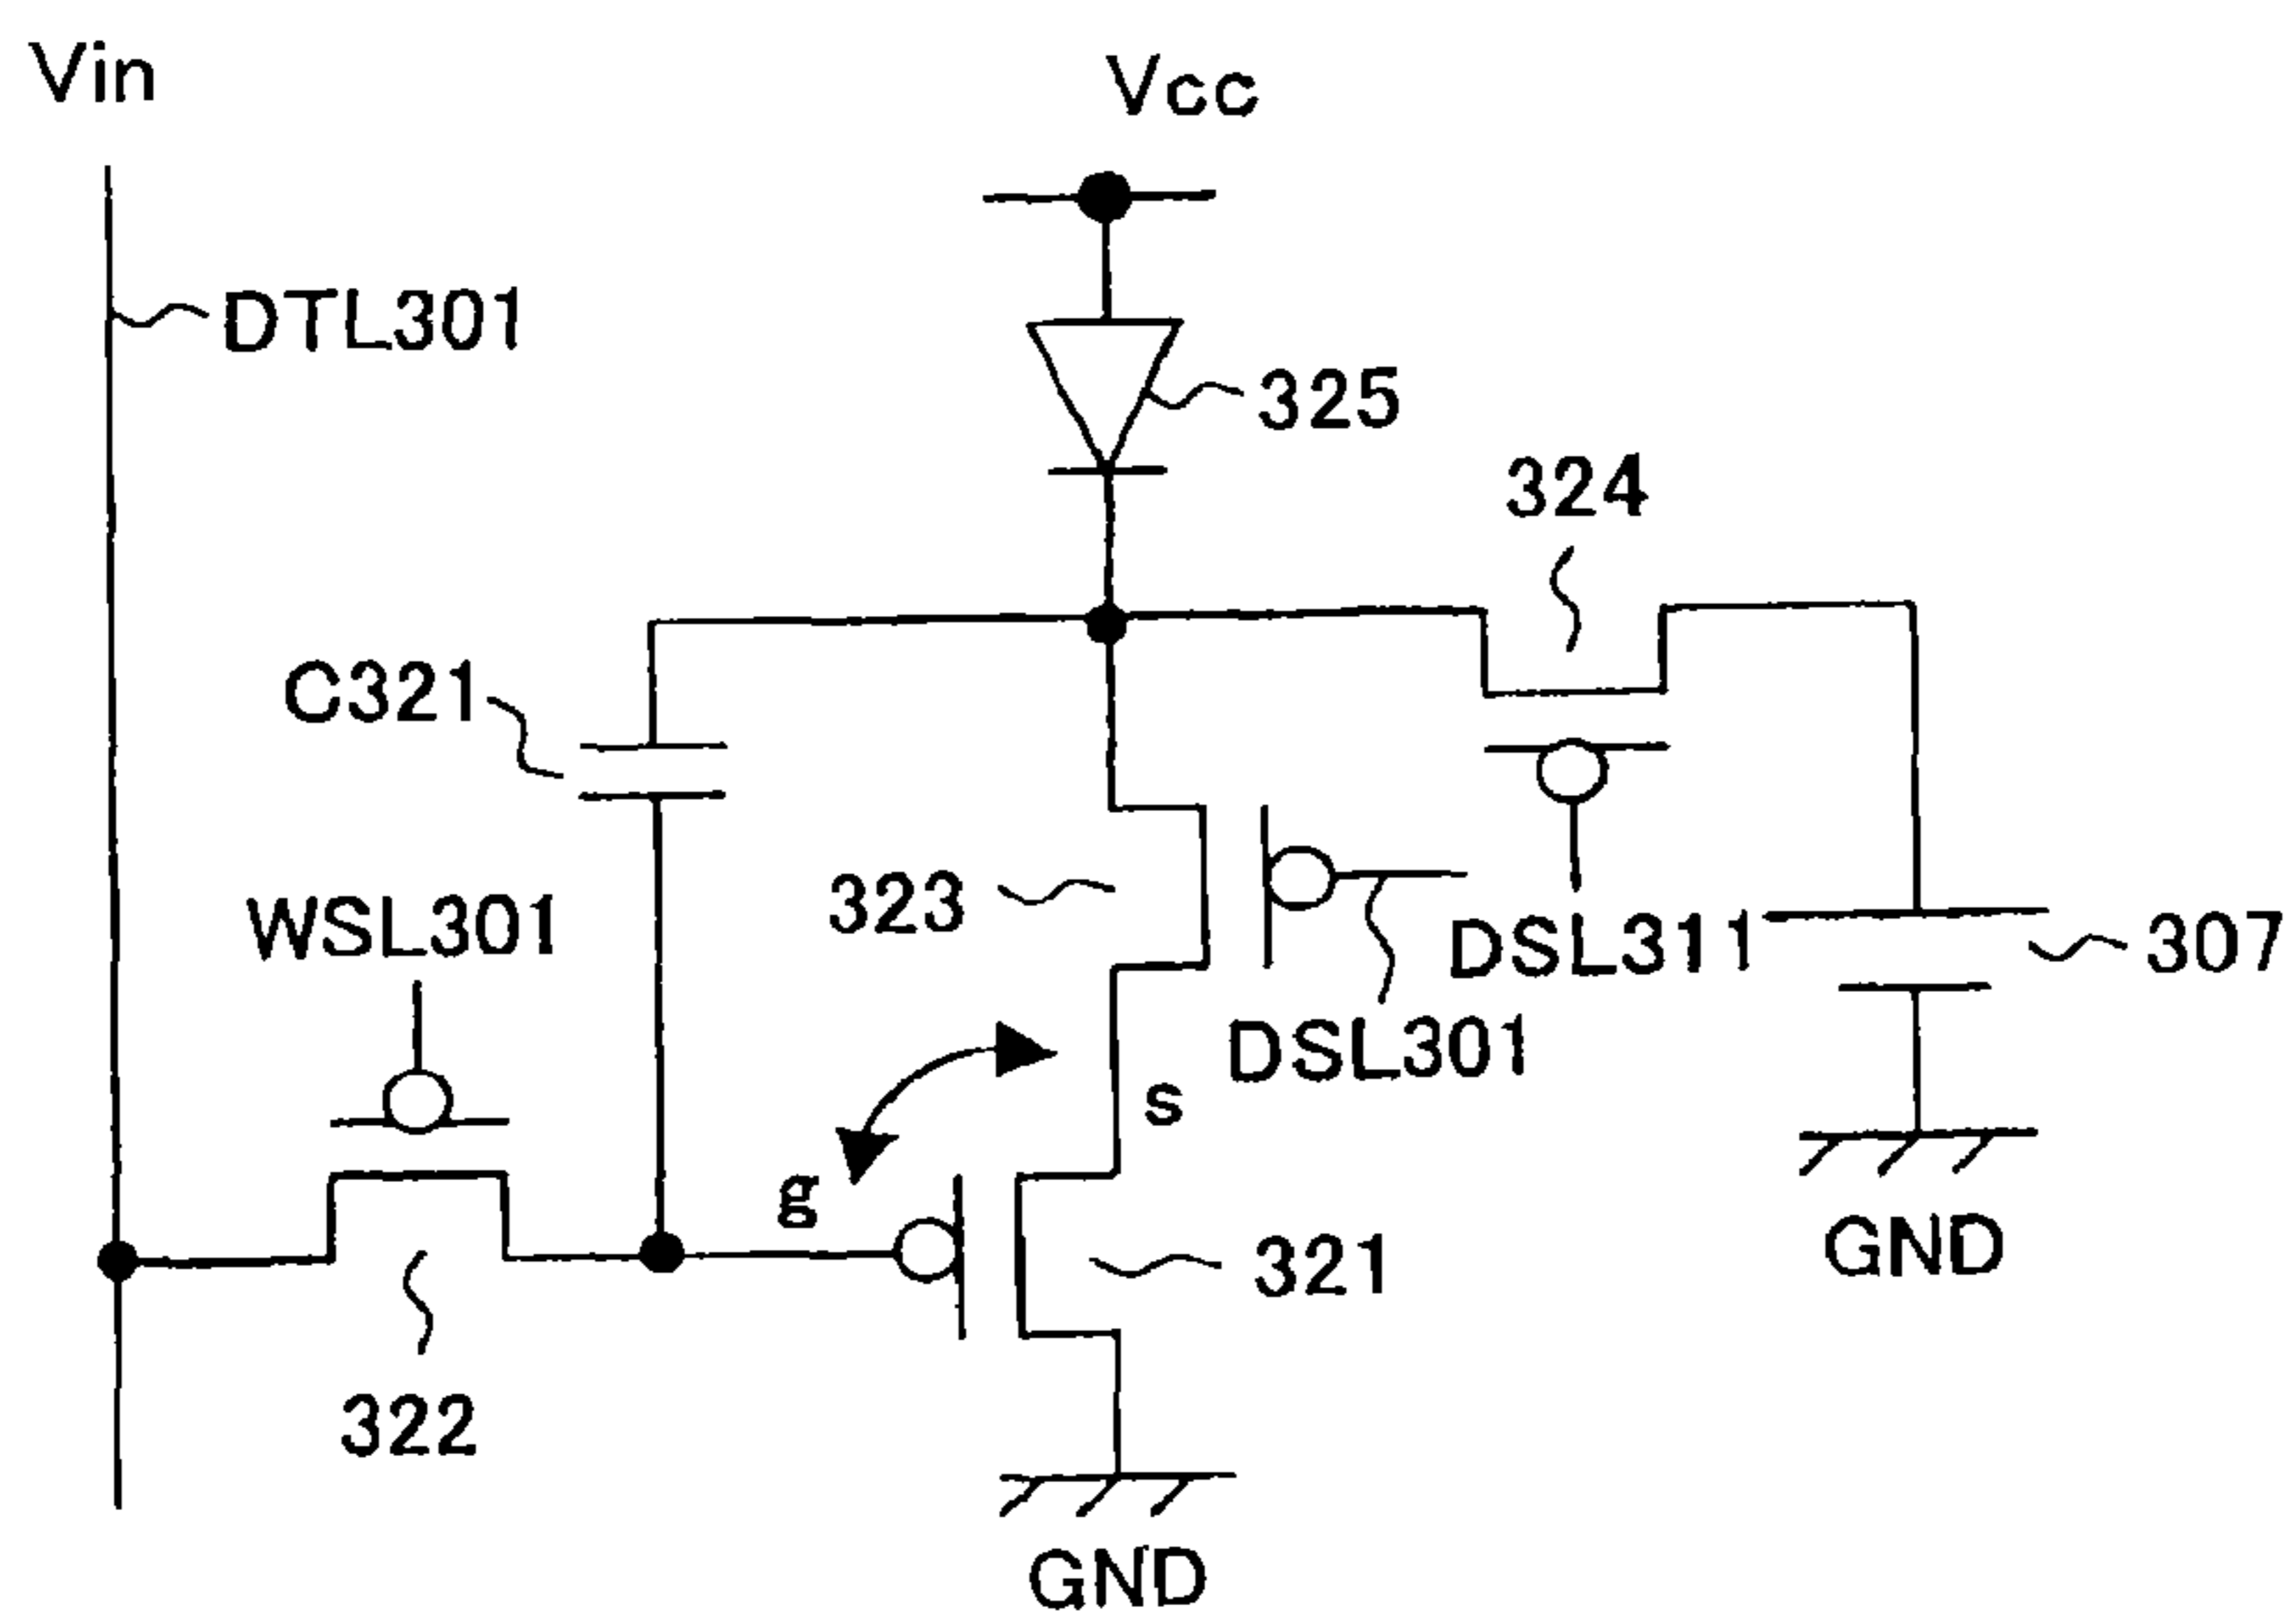 Vin
Vcc
DTL301
325
324
C321
323
WSL301
DSL311
307
DSL301
s
g
321
GND
322
GND